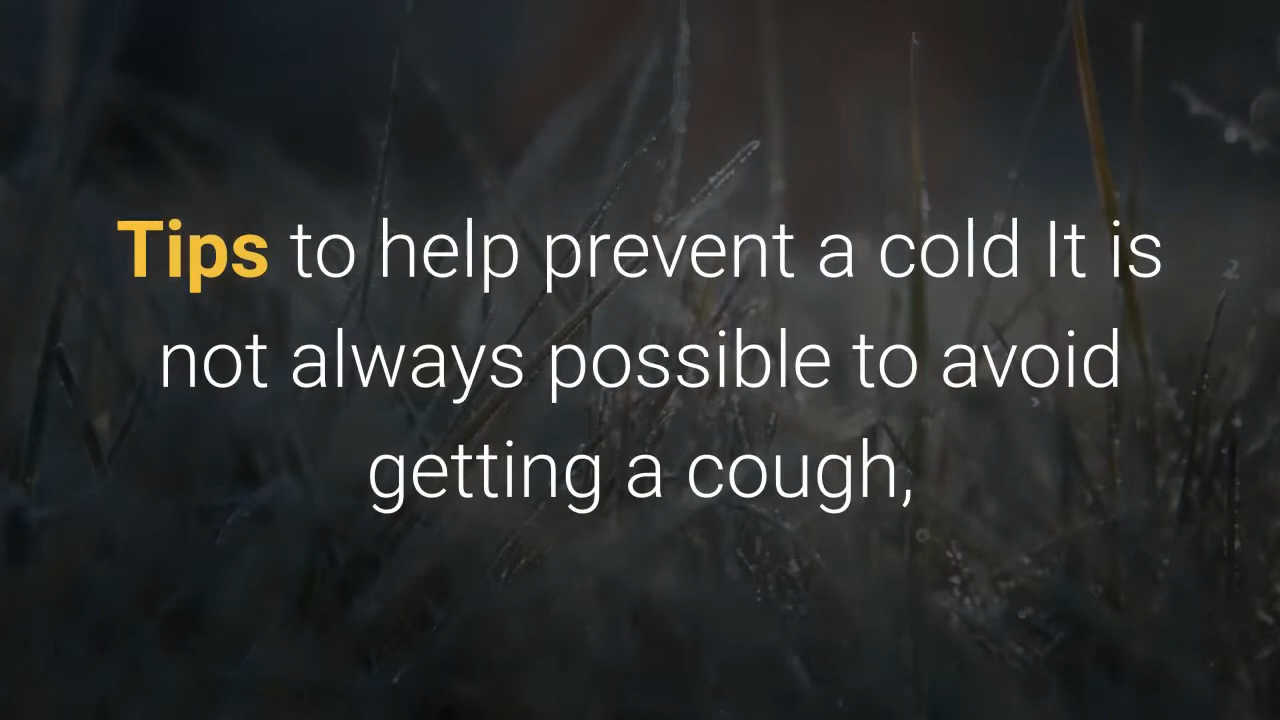 Tips to help prevent a cold It is
not always possible to avoid
getting a cough,